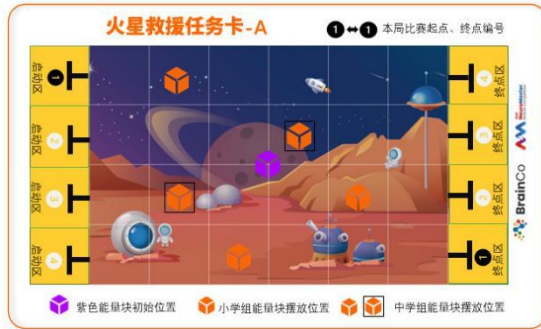 火星救援任务卡-A
1 1 本局比赛起点、终点编号
启动区 1
启动区 2
启动区 3
启动区 4
4 终点区
3 终点区
2 终点区
1 终点区
BrainCo
紫色能量块初始位置
小学组能量块摆放位置
中学组能量块摆放位置